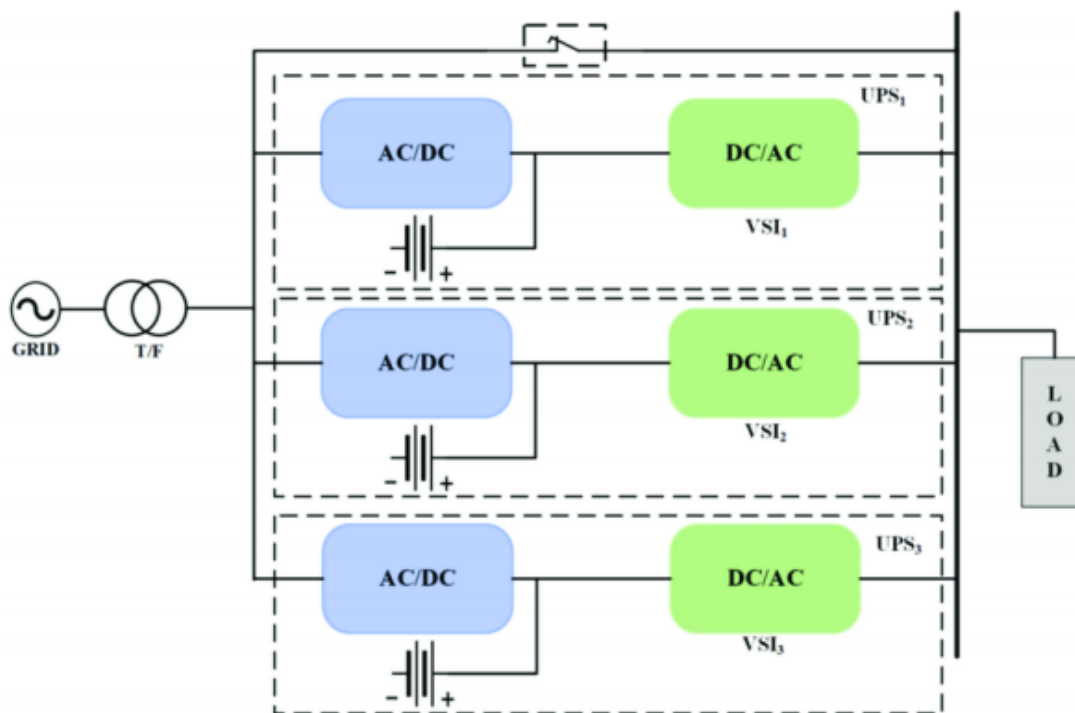 UPS₁
AC/DC
DC/AC
VSI₁
- +
GRID
T/F
UPS₂
AC/DC
DC/AC
VSI₂
- +
L
O
A
D
UPS₃
AC/DC
DC/AC
VSI₃
- +